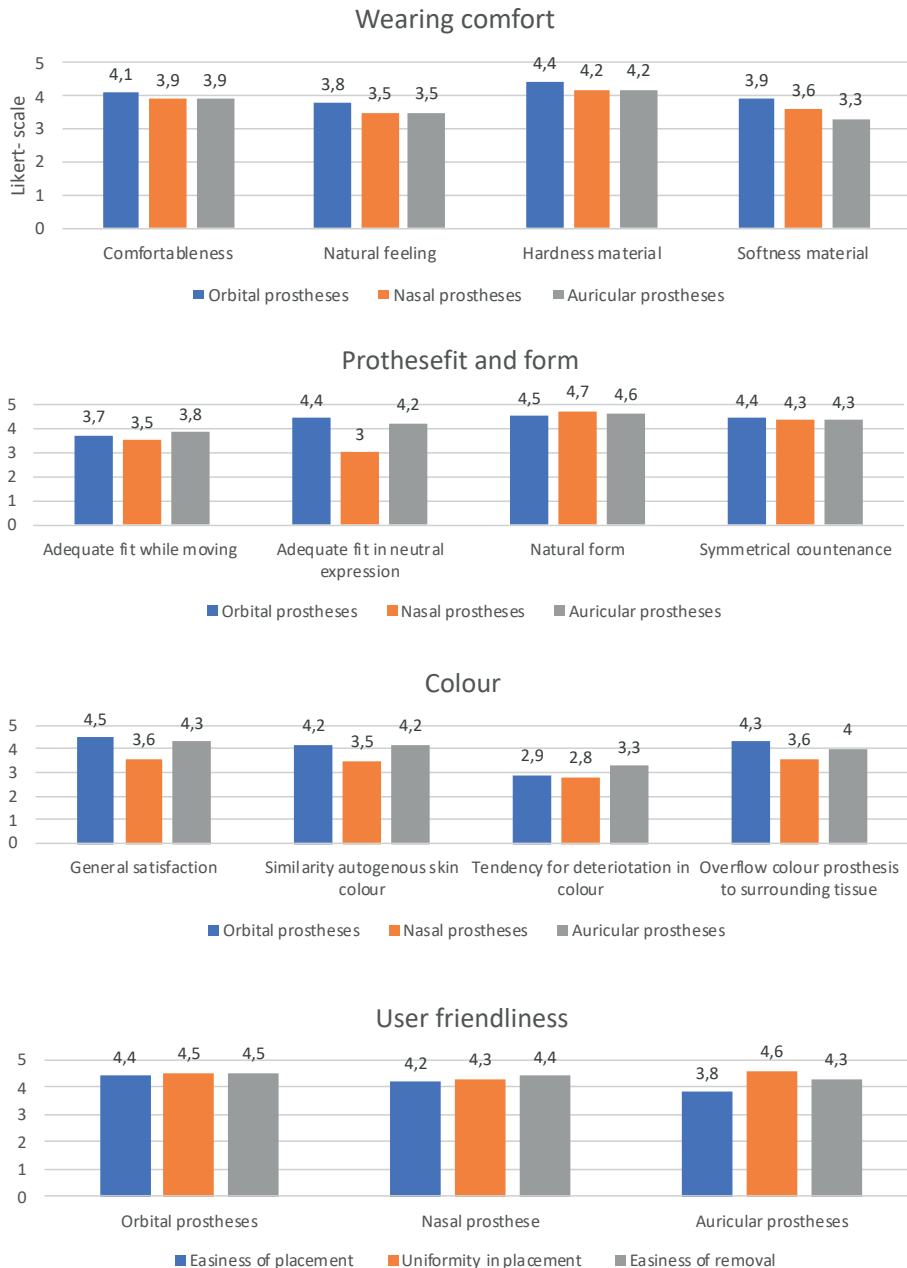 Wearing comfort
Likert- scale
5
4
3
2
1
0
4,1 3,9 3,9
3,8 3,5 3,5
4,4 4,2 4,2
3,9 3,6 3,3
Comfortableness Natural feeling Hardness material Softness material
Orbital prostheses Nasal prostheses Auricular prostheses
Prothesefit and form
5
4
3
2
1
0
3,7 3,5 3,8
4,4 3 4,2
4,5 4,7 4,6
4,4 4,3 4,3
Adequate fit while moving Adequate fit in neutral Natural form Symmetrical countenance
expression
Orbital prostheses Nasal prostheses Auricular prostheses
Colour
5
4
3
2
1
0
4,5 3,6 4,3
4,2 3,5 4,2
2,9 2,8 3,3
4,3 3,6 4
General satisfaction Similarity autogenous skin Tendency for deteriotation in Overflow colour prosthesis
colour colour to surrounding tissue
Orbital prostheses Nasal prostheses Auricular prostheses
User friendliness
5
4
3
2
1
0
4,4 4,5 4,5
4,2 4,3 4,4
3,8 4,6 4,3
Orbital prostheses Nasal prosthese Auricular prostheses
Easiness of placement Uniformity in placement Easiness of removal